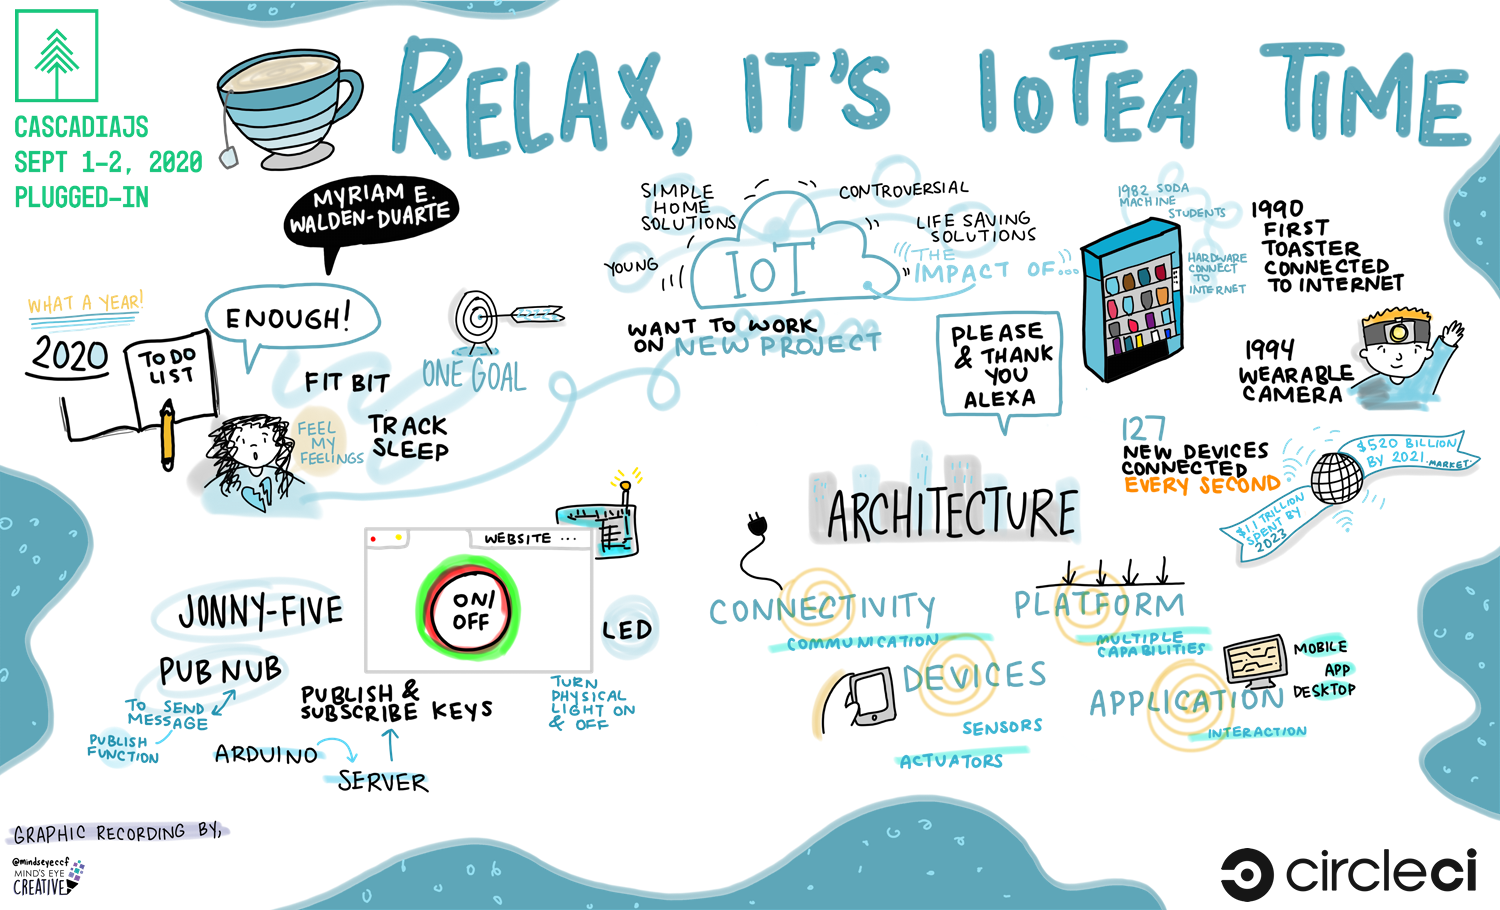 CASCADIAJS
SEPT 1-2, 2020
PLUGGED-IN
RELAX, IT'S IOTEA TIME
MYRIAM E.
WALDEN-DUARTE
WHAT A YEAR!
2020
TO DO
LIST
ENOUGH!
FIT BIT
FEEL
MY
FEELINGS
TRACK
SLEEP
ONE GOAL
SIMPLE
HOME
SOLUTIONS
YOUNG
IOT
CONTROVERSIAL
LIFE SAVING
SOLUTIONS
THE
IMPACT OF...
WANT TO WORK
ON NEW PROJECT
PLEASE
& THANK
YOU
ALEXA
1982 SODA
MACHINE
STUDENTS
HARDWARE
CONNECT
TO
INTERNET
1990
FIRST
TOASTER
CONNECTED
TO INTERNET
1994
WEARABLE
CAMERA
127
NEW DEVICES
CONNECTED
EVERY SECOND
$520 BILLION
BY 2021 MARKET.
$1.1 TRILLION
SPENT BY
2023
JONNY-FIVE
PUBNUB
TO SEND
MESSAGE
PUBLISH
FUNCTION
PUBLISH &
SUBSCRIBE KEYS
ARDUINO
SERVER
WEBSITE ...
ON/
OFF
LED
TURN
PHYSICAL
LIGHT ON
& OFF
ARCHITECTURE
CONNECTIVITY
COMMUNICATION
PLATFORM
MULTIPLE
CAPABILITIES
DEVICES
SENSORS
ACTUATORS
APPLICATION
INTERACTION
MOBILE
APP
DESKTOP
GRAPHIC RECORDING BY,
@mindseyeccf
MIND'S EYE
CREATIVE
circleci